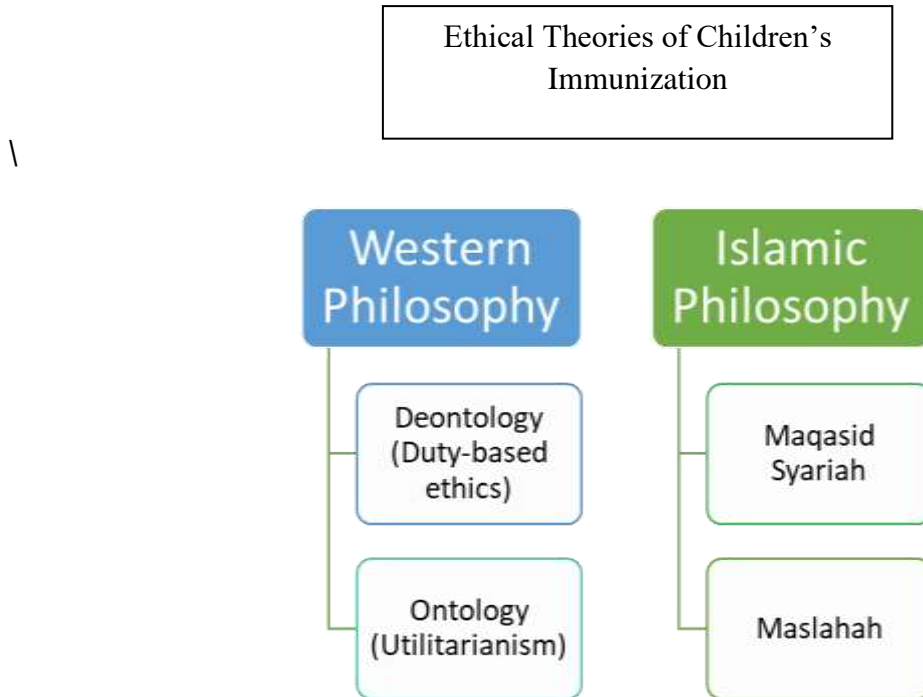 Ethical Theories of Children’s
Immunization
\
Western
Philosophy
Islamic
Philosophy
Deontology
(Duty-based
ethics)
Maqasid
Syariah
Ontology
(Utilitarianism)
Maslahah